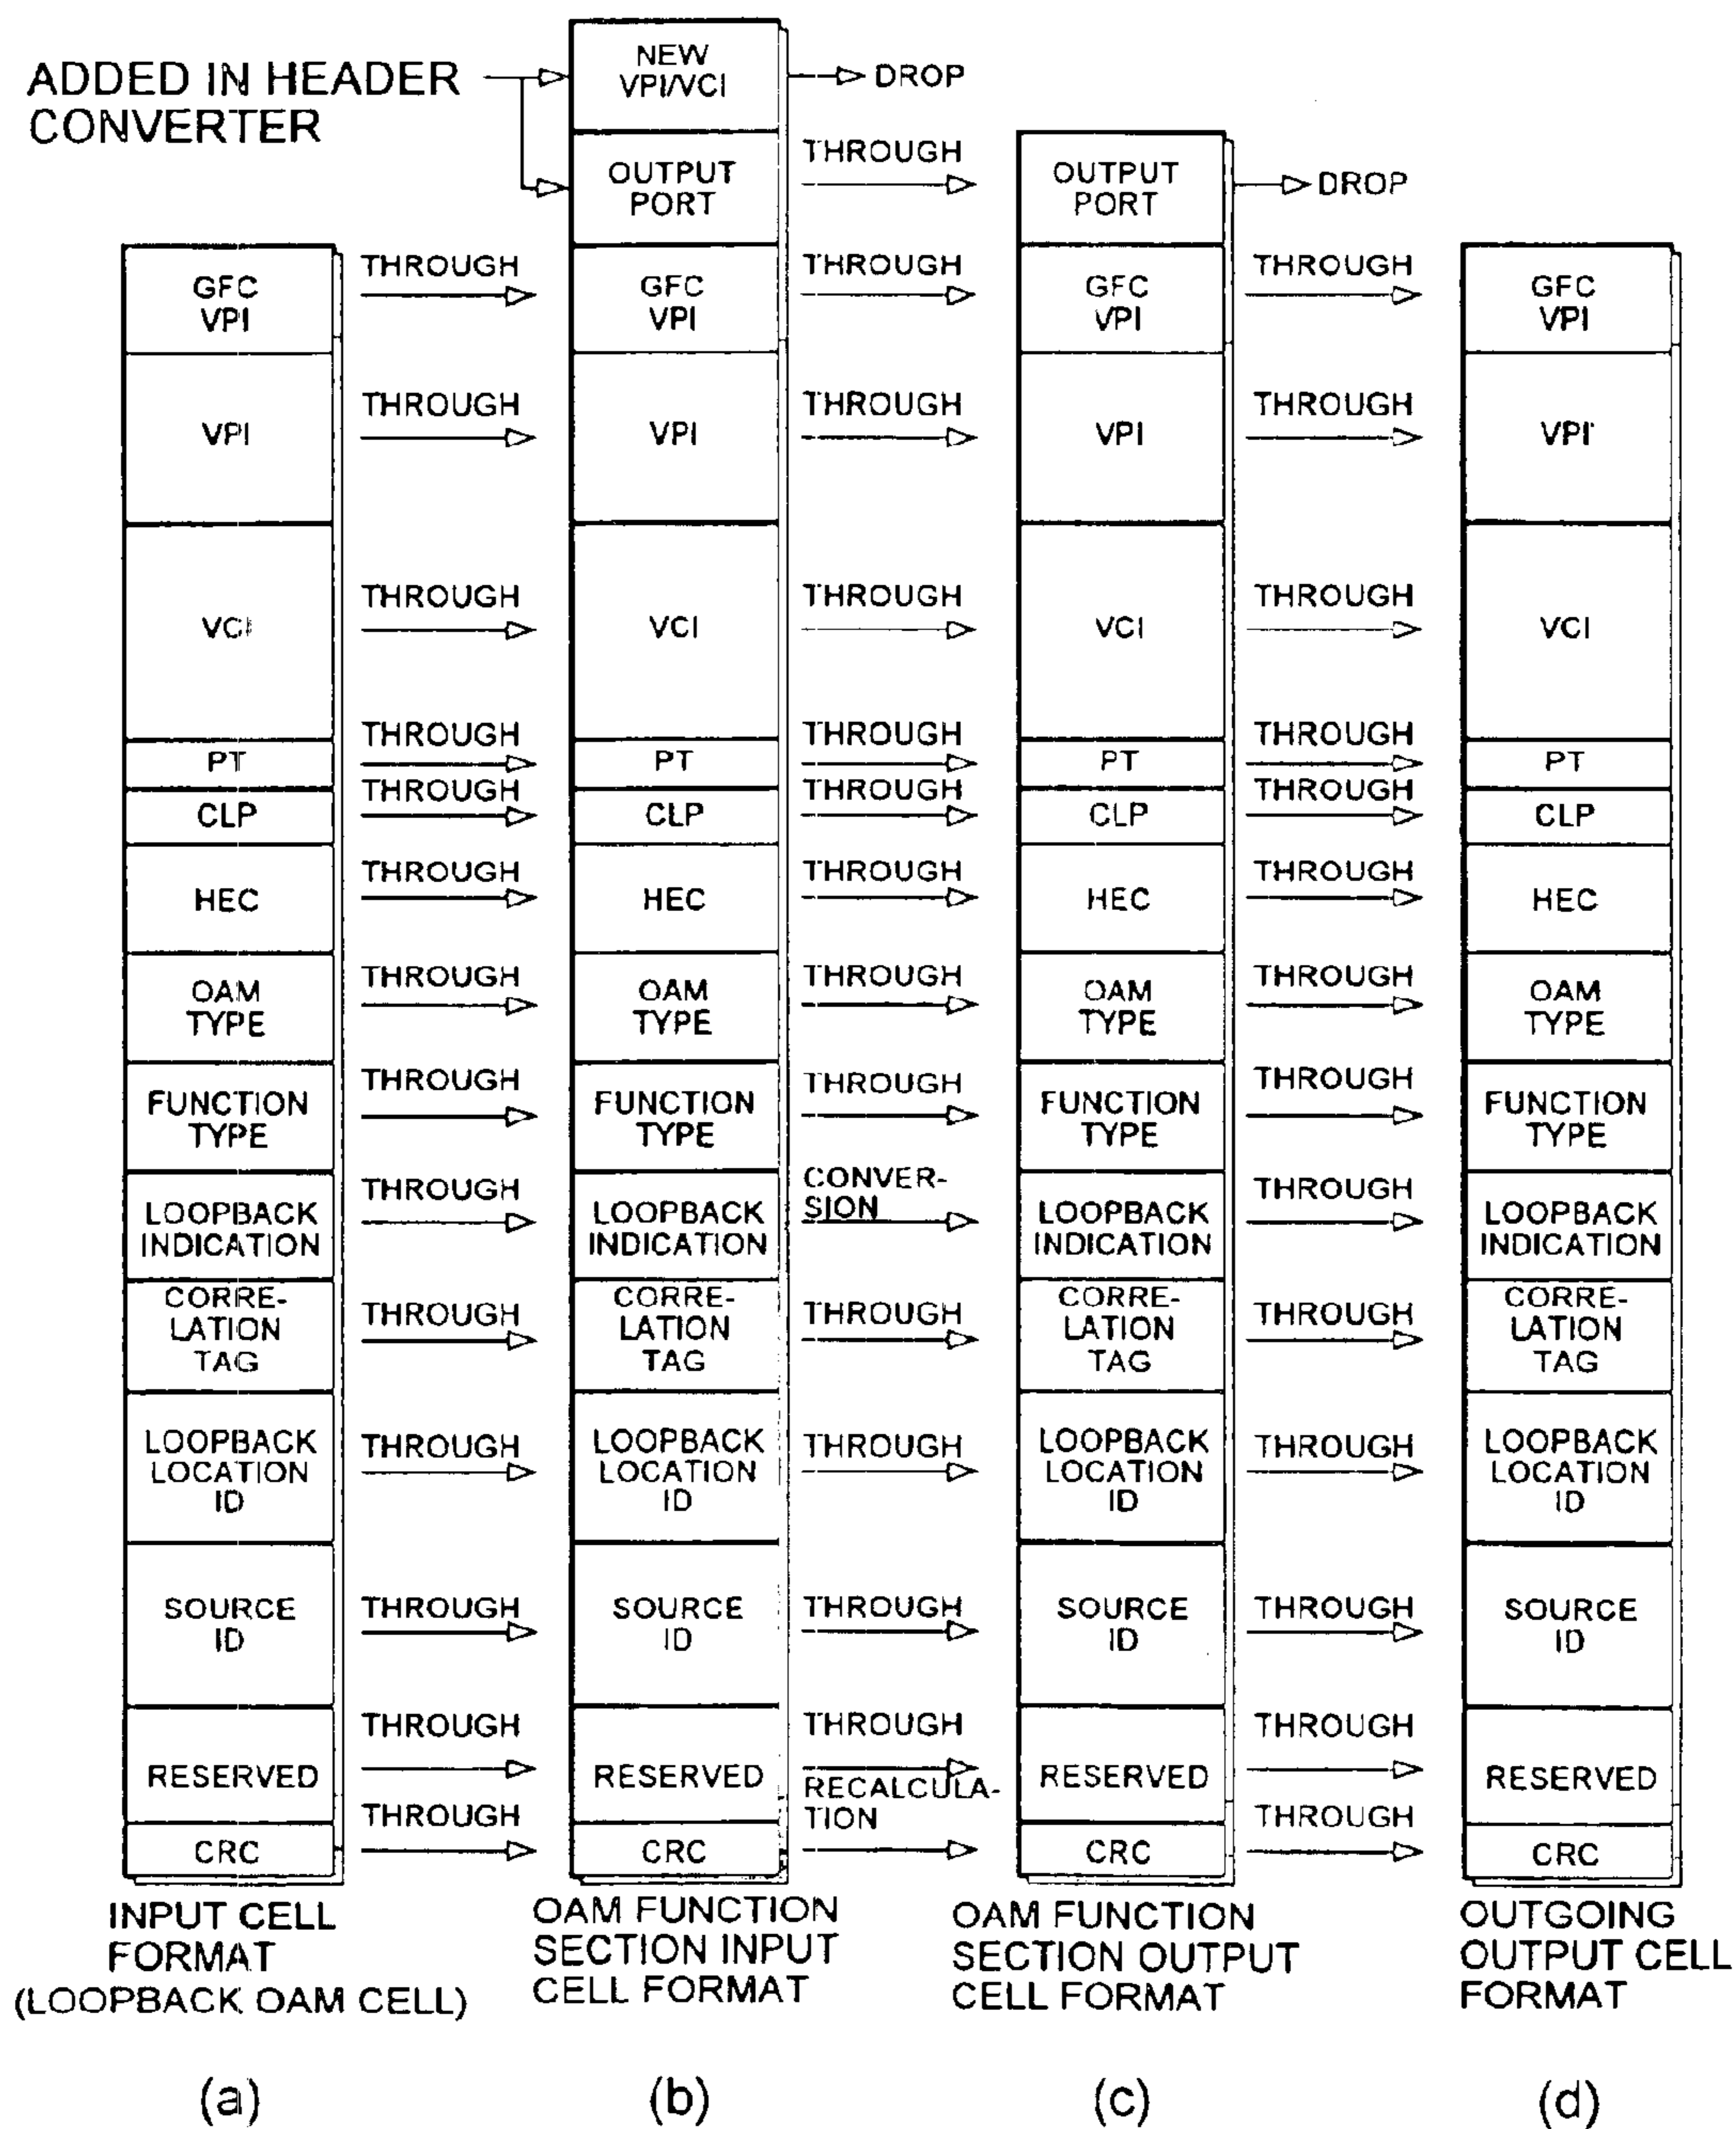 ADDED IN HEADER
CONVERTER
NEW
VPI/VCI
DROP
OUTPUT
PORT
THROUGH
OUTPUT
PORT
DROP
GFC
VPI
THROUGH
GFC
VPI
THROUGH
GFC
VPI
THROUGH
GFC
VPI
VPI
THROUGH
VPI
THROUGH
VPI
THROUGH
VPI
VCI
THROUGH
VCI
THROUGH
VCI
THROUGH
VCI
PT
THROUGH
PT
THROUGH
PT
THROUGH
PT
CLP
THROUGH
CLP
THROUGH
CLP
THROUGH
CLP
HEC
THROUGH
HEC
THROUGH
HEC
THROUGH
HEC
OAM
TYPE
THROUGH
OAM
TYPE
THROUGH
OAM
TYPE
THROUGH
OAM
TYPE
FUNCTION
TYPE
THROUGH
FUNCTION
TYPE
THROUGH
FUNCTION
TYPE
THROUGH
FUNCTION
TYPE
LOOPBACK
INDICATION
THROUGH
LOOPBACK
INDICATION
CONVER-
SION
LOOPBACK
INDICATION
THROUGH
LOOPBACK
INDICATION
CORRE-
LATION
TAG
THROUGH
CORRE-
LATION
TAG
THROUGH
CORRE-
LATION
TAG
THROUGH
CORRE-
LATION
TAG
LOOPBACK
LOCATION
ID
THROUGH
LOOPBACK
LOCATION
ID
THROUGH
LOOPBACK
LOCATION
ID
THROUGH
LOOPBACK
LOCATION
ID
SOURCE
ID
THROUGH
SOURCE
ID
THROUGH
SOURCE
ID
THROUGH
SOURCE
ID
RESERVED
THROUGH
RESERVED
THROUGH
RESERVED
THROUGH
RESERVED
CRC
THROUGH
CRC
RECALCULA-
TION
CRC
THROUGH
CRC
INPUT CELL
FORMAT
(LOOPBACK OAM CELL)
OAM FUNCTION
SECTION INPUT
CELL FORMAT
OAM FUNCTION
SECTION OUTPUT
CELL FORMAT
OUTGOING
OUTPUT CELL
FORMAT
(a)
(b)
(c)
(d)